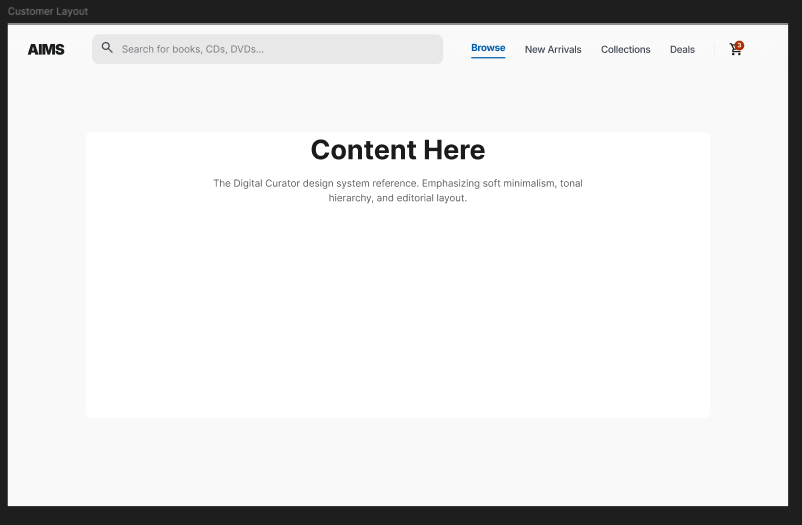 Customer Layout
AIMS
Search for books, CDs, DVDs...
Browse
New Arrivals
Collections
Deals
3
Content Here
The Digital Curator design system reference. Emphasizing soft minimalism, tonal
hierarchy, and editorial layout.